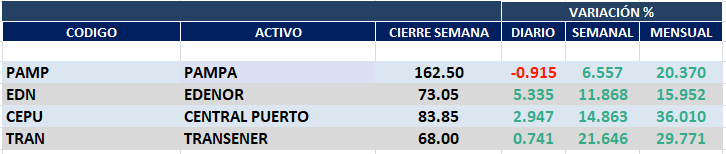 VARIACIÓN %
CODIGO ACTIVO CIERRE SEMANA DIARIO SEMANAL MENSUAL
PAMP PAMPA 162.50 -0.915 6.557 20.370
EDN EDENOR 73.05 5.335 11.868 15.952
CEPU CENTRAL PUERTO 83.85 2.947 14.863 36.010
TRAN TRANSENER 68.00 0.741 21.646 29.771